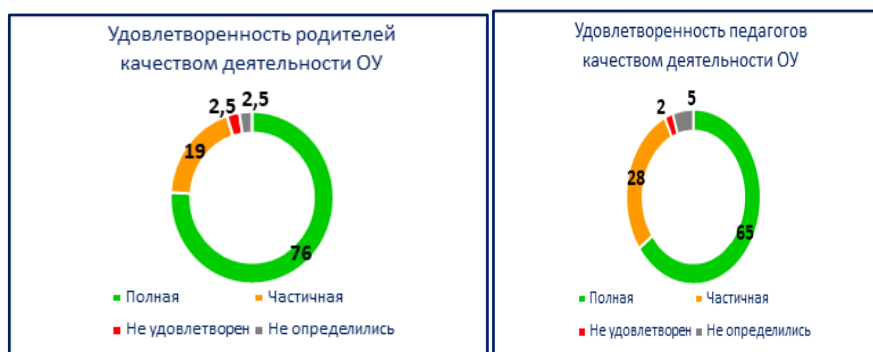 Удовлетворенность родителей
качеством деятельности ОУ
2,5
2,5
19
76
Полная
Частичная
Не удовлетворен
Не определились
Удовлетворенность педагогов
качеством деятельности ОУ
2
5
28
65
Полная
Частичная
Не удовлетворен
Не определились